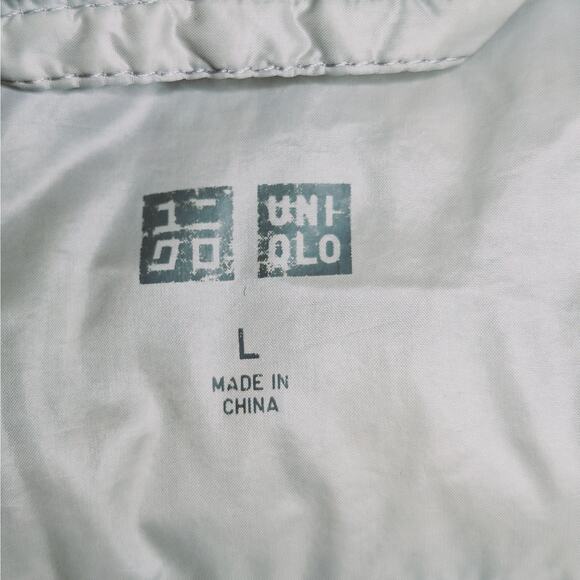 ユニ UNI
クロ QLO
L
MADE IN
CHINA